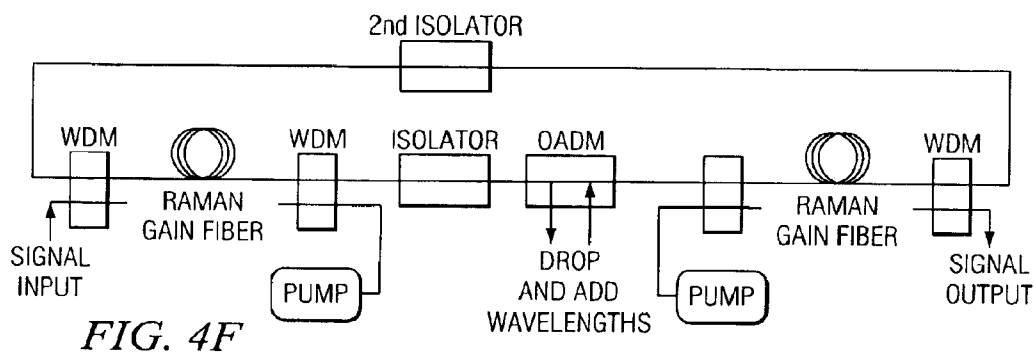 2nd ISOLATOR
WDM
WDM
ISOLATOR
OADM
WDM
RAMAN
GAIN FIBER
RAMAN
GAIN FIBER
SIGNAL
INPUT
PUMP
DROP
AND ADD
WAVELENGTHS
PUMP
SIGNAL
OUTPUT
FIG. 4F